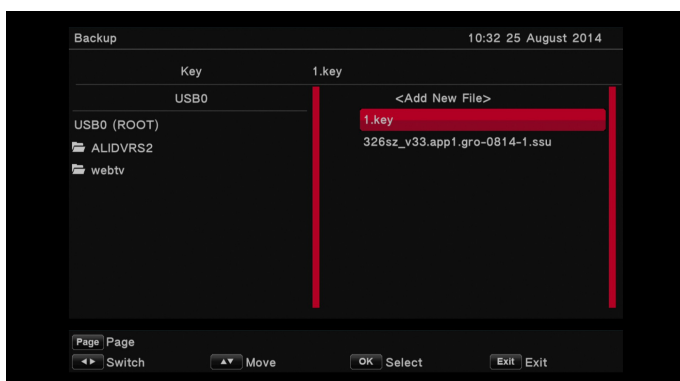 Backup 10:32 25 August 2014
Key 1.key
USB0 <Add New File>
USB0 (ROOT) 1.key
ALIDVRS2 326sz_v33.app1.gro-0814-1.ssu
webtv
Page Page
Switch Move OK Select Exit Exit